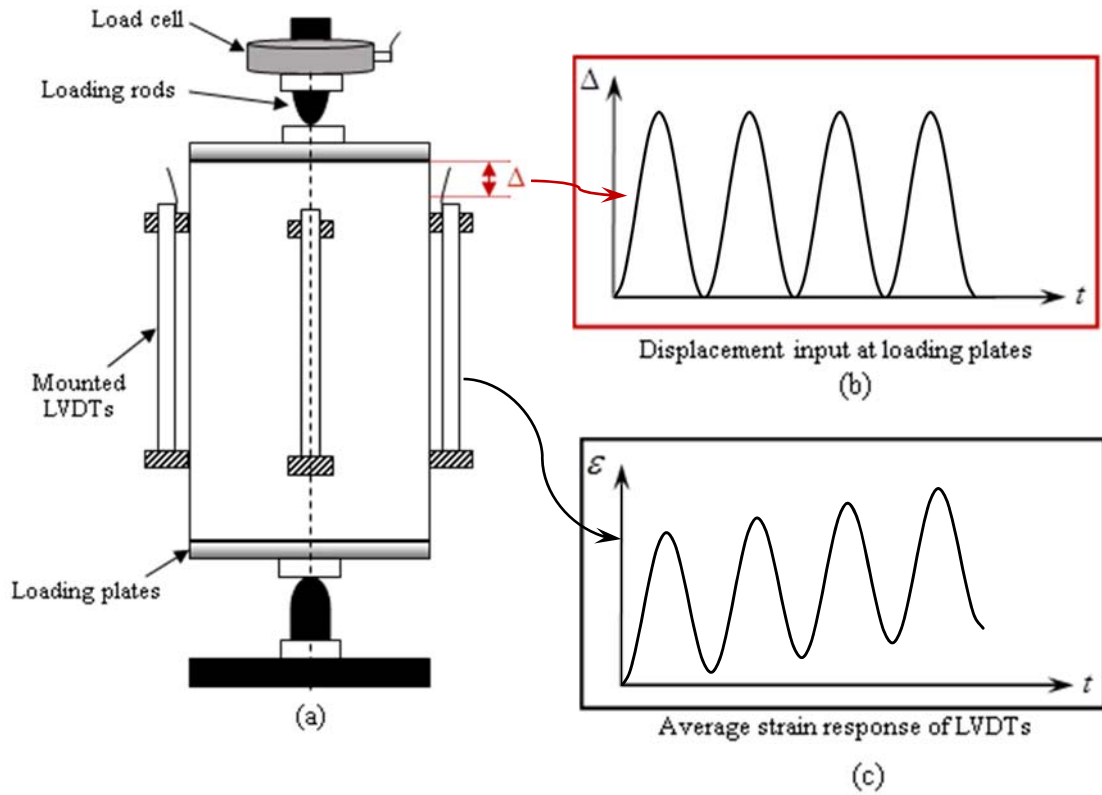 Load cell
Loading rods
Δ
Mounted
LVDTs
Loading plates
(a)
Δ
t
Displacement input at loading plates
(b)
ε
t
Average strain response of LVDTs
(c)